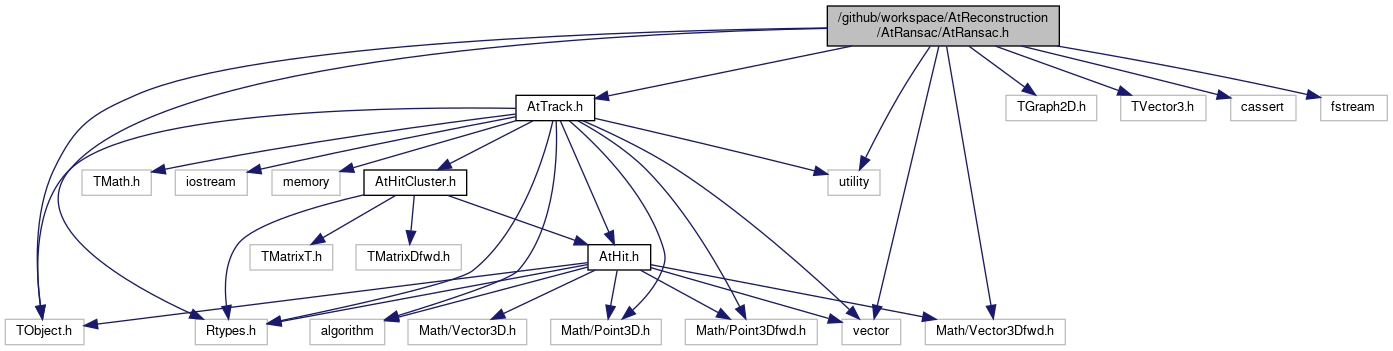 /github/workspace/AtReconstruction
/AtRansac/AtRansac.h
AtTrack.h
TGraph2D.h
TVector3.h
cassert
fstream
TMath.h
iostream
memory
AtHitCluster.h
utility
TMatrixT.h
TMatrixDfwd.h
AtHit.h
TObject.h
Rtypes.h
algorithm
Math/Vector3D.h
Math/Point3D.h
Math/Point3Dfwd.h
vector
Math/Vector3Dfwd.h